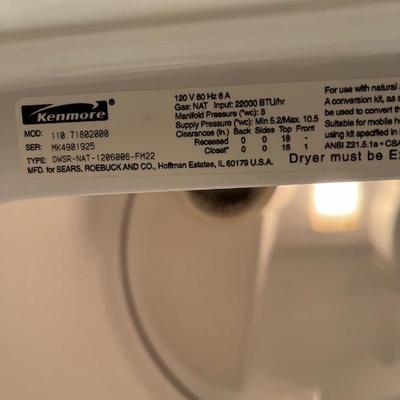 Kenmore
MOD: 110.71802000
SER: MK4901925
TYPE: DWSR-NAT-1206006-FM22
MFD. for SEARS, ROEBUCK AND CO., Hoffman Estates, IL 60179 U.S.A.
120 V 60 Hz 6 A
Gas: NAT Input: 22000 BTU/hr
Manifold Pressure (*wc): 3
Supply Pressure (*wc): Min 5.2/Max. 10.5
Clearances (In.) Back Sides Top Front
Recessed 0 0 18 -
Closet* 0 0 18 1
For use with natural
A conversion kit, as
used to convert
Suitable for mobile
using kit specified in
ANSI Z21.5.1a - CSA
Dryer must be